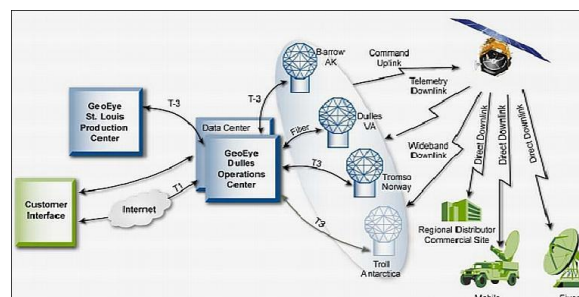 Barrow
AK
Command
Uplink
T-3
GeoEye
St. Louis
Production
Center
T-3
Telemetry
Downlink
Data Center
Fiber
Dulles
VA
GeoEye
Dulles
Operations
Center
Wideband
Downlink
Direct Downlink
Direct Downlink
Direct Downlink
T3
Tromso
Norway
Customer
Interface
Internet
T1
T3
Regional Distributor
Commercial Site
Troll
Antarctica